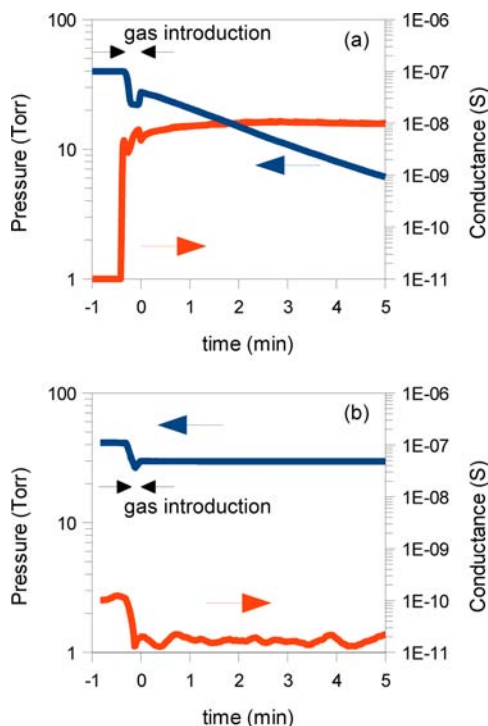 gas introduction
(a)
100
10
1
Pressure (Torr)
1E-06
1E-07
1E-08
1E-09
1E-10
1E-11
Conductance (S)
-1 0 1 2 3 4 5
time (min)
(b)
gas introduction
100
10
1
Pressure (Torr)
1E-06
1E-07
1E-08
1E-09
1E-10
1E-11
Conductance (S)
-1 0 1 2 3 4 5
time (min)